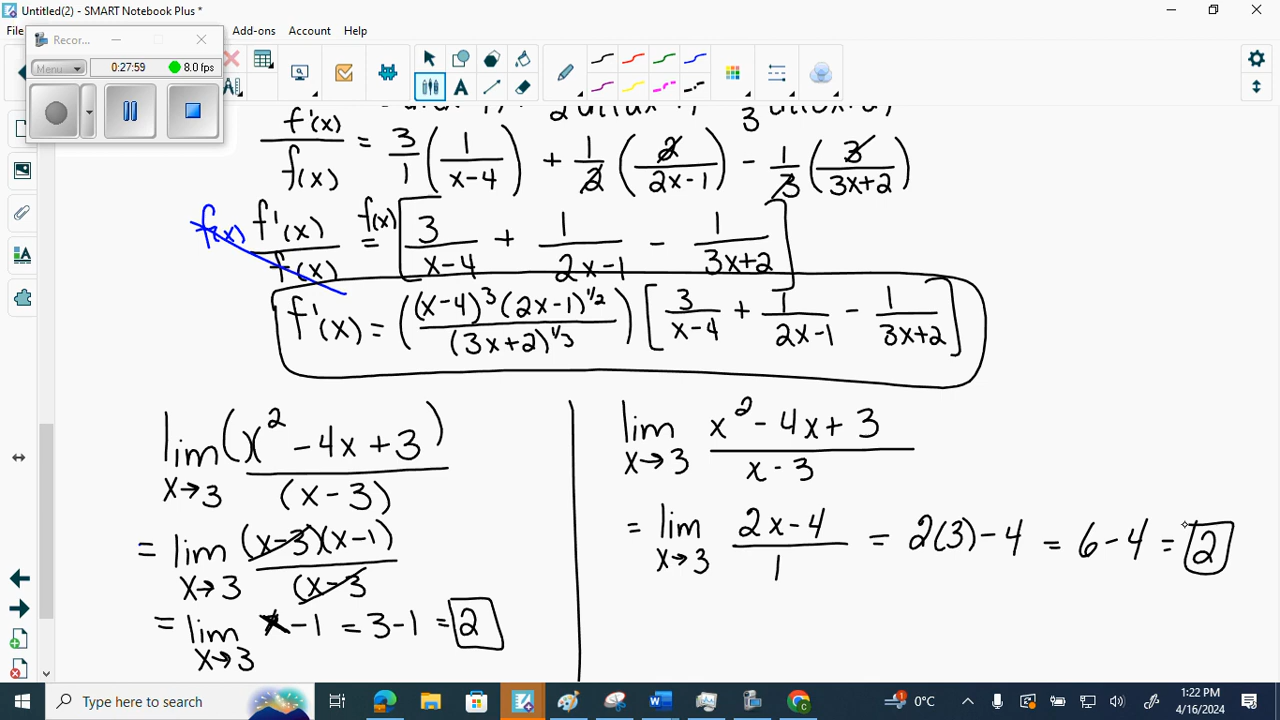 Untitled(2) - SMART Notebook Plus *
Add-ons Account Help
Recor...
Menu 0:27:59 8.0 fps
f'(x)/f(x) = 3/1 (1/(x-4)) + 1/2 (2/(2x-1)) - 1/3 (3/(3x+2))
f(x) f'(x)/f(x) = f(x) [3/(x-4) + 1/(2x-1) - 1/(3x+2)]
f'(x) = ((x-4)^3 (2x-1)^1/2 / (3x+2)^1/3) [3/(x-4) + 1/(2x-1) - 1/(3x+2)]
lim x→3 (x^2 - 4x + 3)/(x-3)
= lim x→3 (x-3)(x-1)/(x-3
= lim x→3 x-1 = 3-1 = 2
lim x→3 x^2 - 4x + 3 / x-3
= lim x→3 2x-4 / 1 = 2(3)-4 = 6-4 = 2
Type here to search
0°C
1:22 PM
4/16/2024